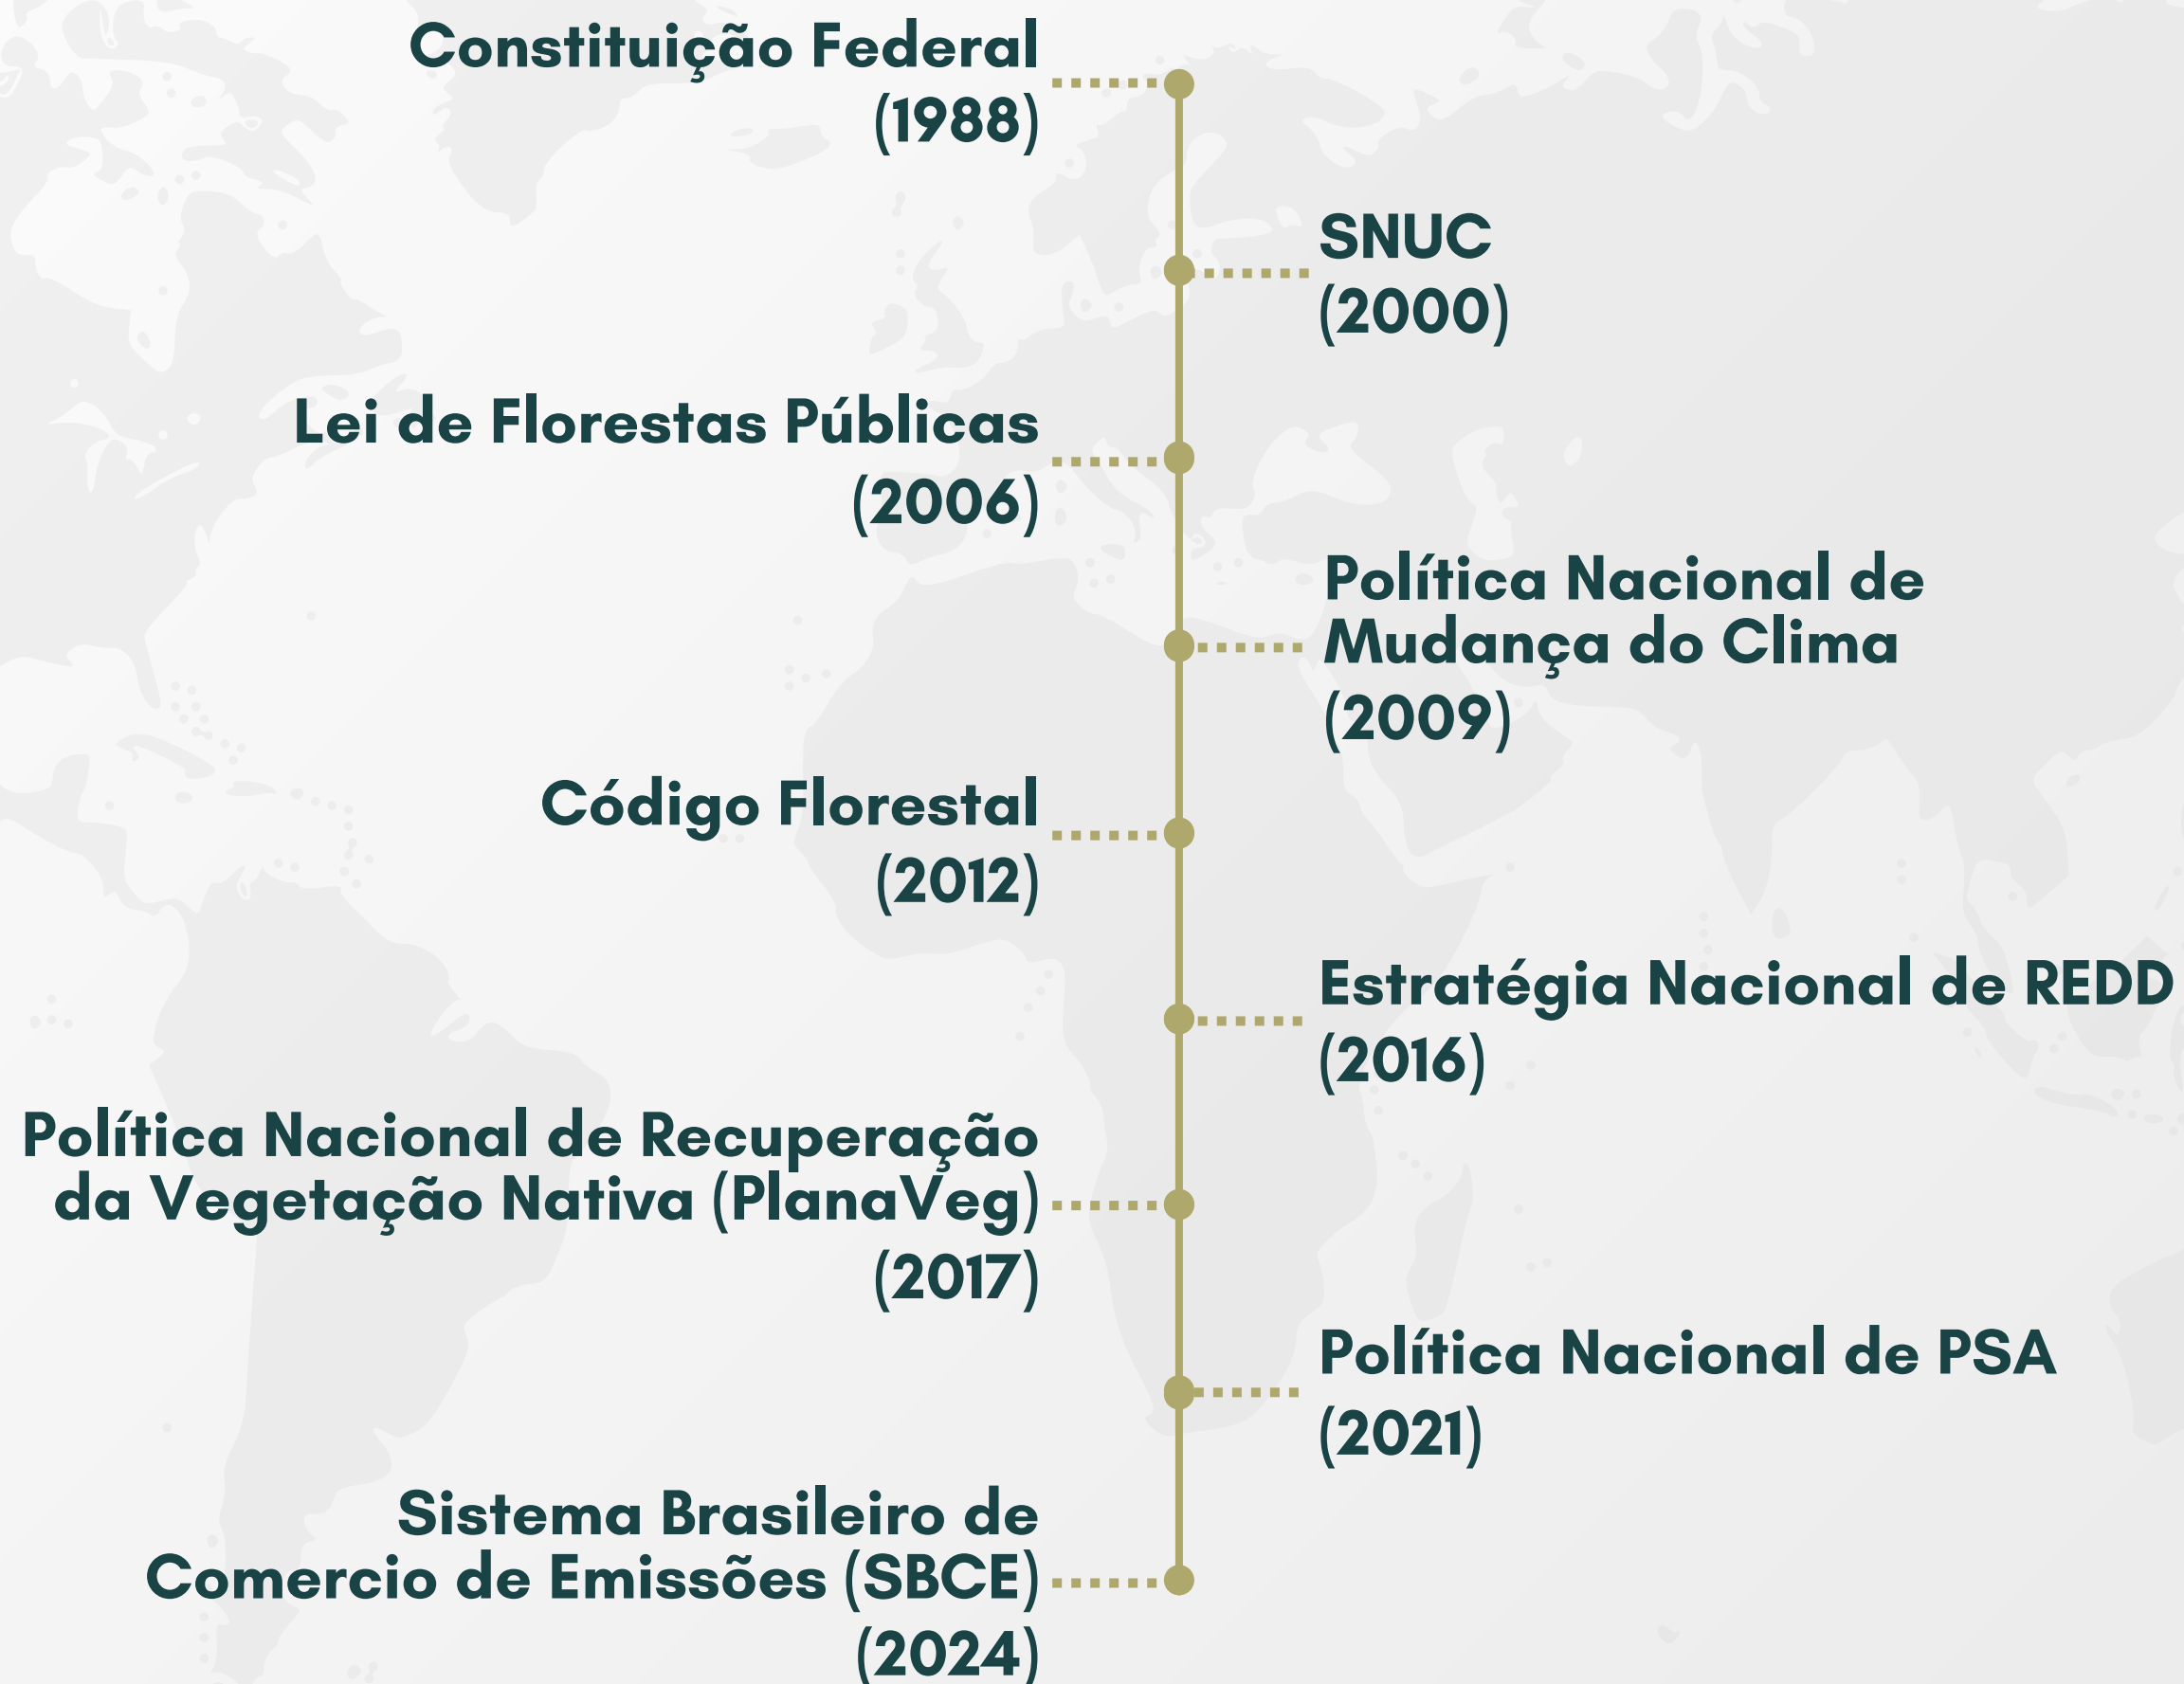 Constituição Federal
(1988)
SNUC
(2000)
Lei de Florestas Públicas
(2006)
Política Nacional de
Mudança do Clima
(2009)
Código Florestal
(2012)
Estratégia Nacional de REDD
(2016)
Política Nacional de Recuperação
da Vegetação Nativa (PlanaVeg)
(2017)
Política Nacional de PSA
(2021)
Sistema Brasileiro de
Comercio de Emissões (SBCE)
(2024)